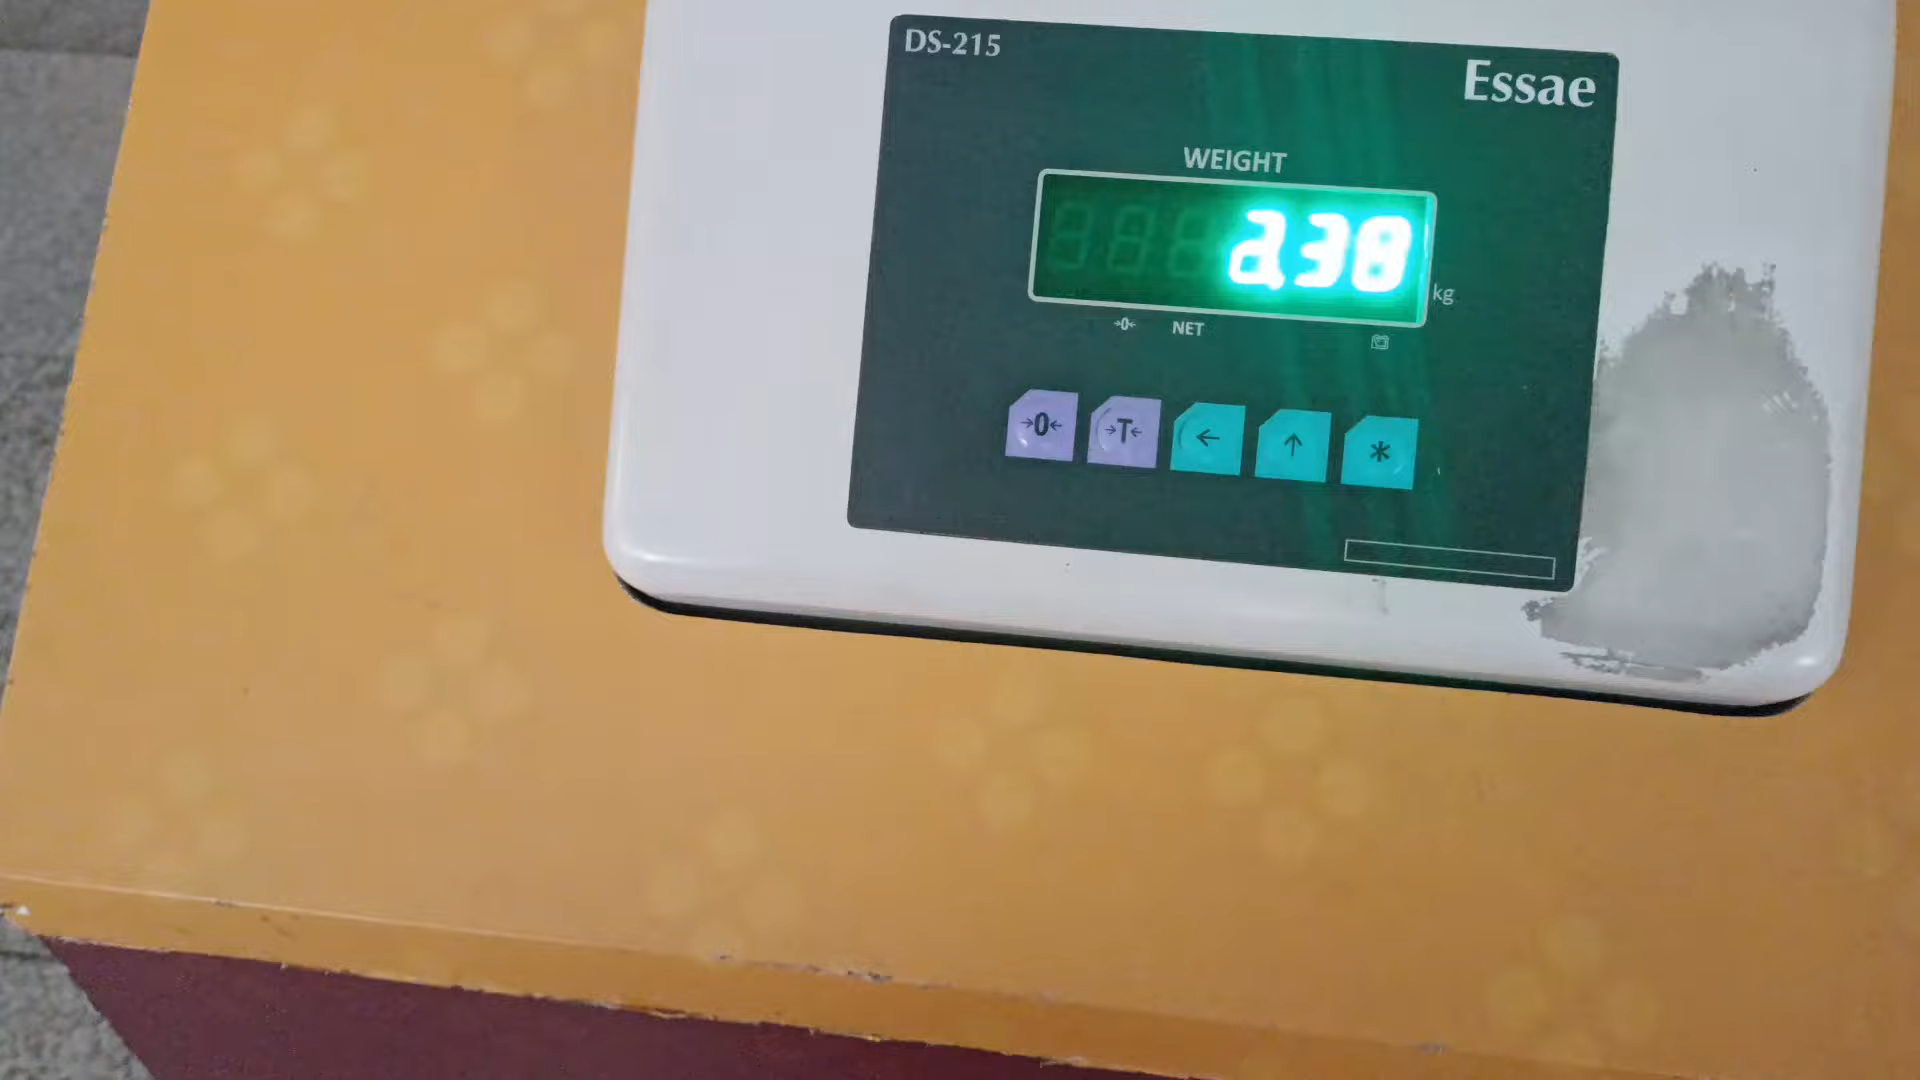 DS-215
Essae
WEIGHT
2.38
kg
→0← NET
→0← →T← ← ↑ *